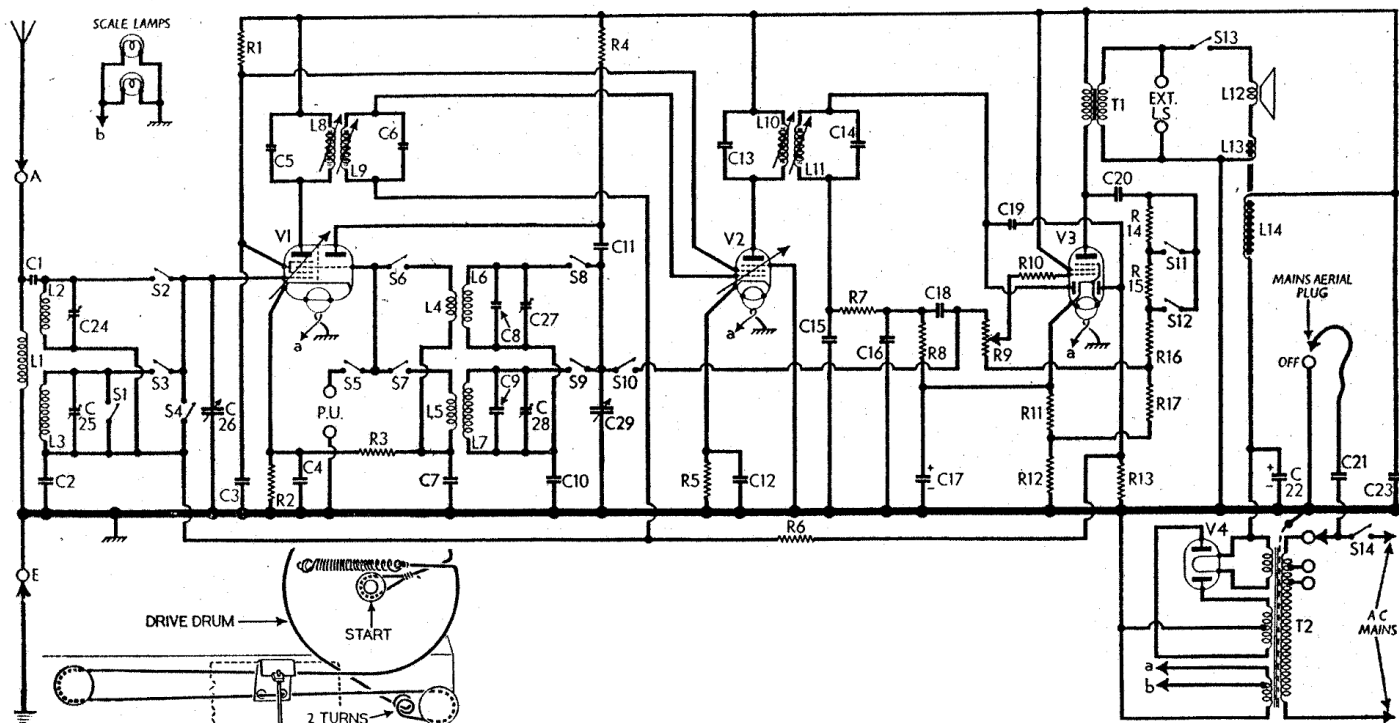 SCALE LAMPS
b
A
R1
R4
L8
C5
C6
L9
L10
C13
C14
L11
T1
EXT. L.S
S13
L12
L13
L14
C20
C19
R 14
R 15
S11
S12
V1
V2
V3
C11
R10
C1
L2
S2
C24
S6
L4
L6
C8
C27
S8
a
a
a
R7
C18
C15
C16
R8
R9
R16
R17
R11
MAINS AERIAL PLUG
OFF
L1
L3
C 25
S1
S3
S4
C 26
S5
S7
P.U.
L5
L7
C9
C 28
S9
S10
C29
R3
C2
C3
R2
C4
C7
C10
R5
C12
C17
R12
R13
C 22
C21
C23
R6
E
V4
S14
T2
A C MAINS
a
b
DRIVE DRUM
START
2 TURNS